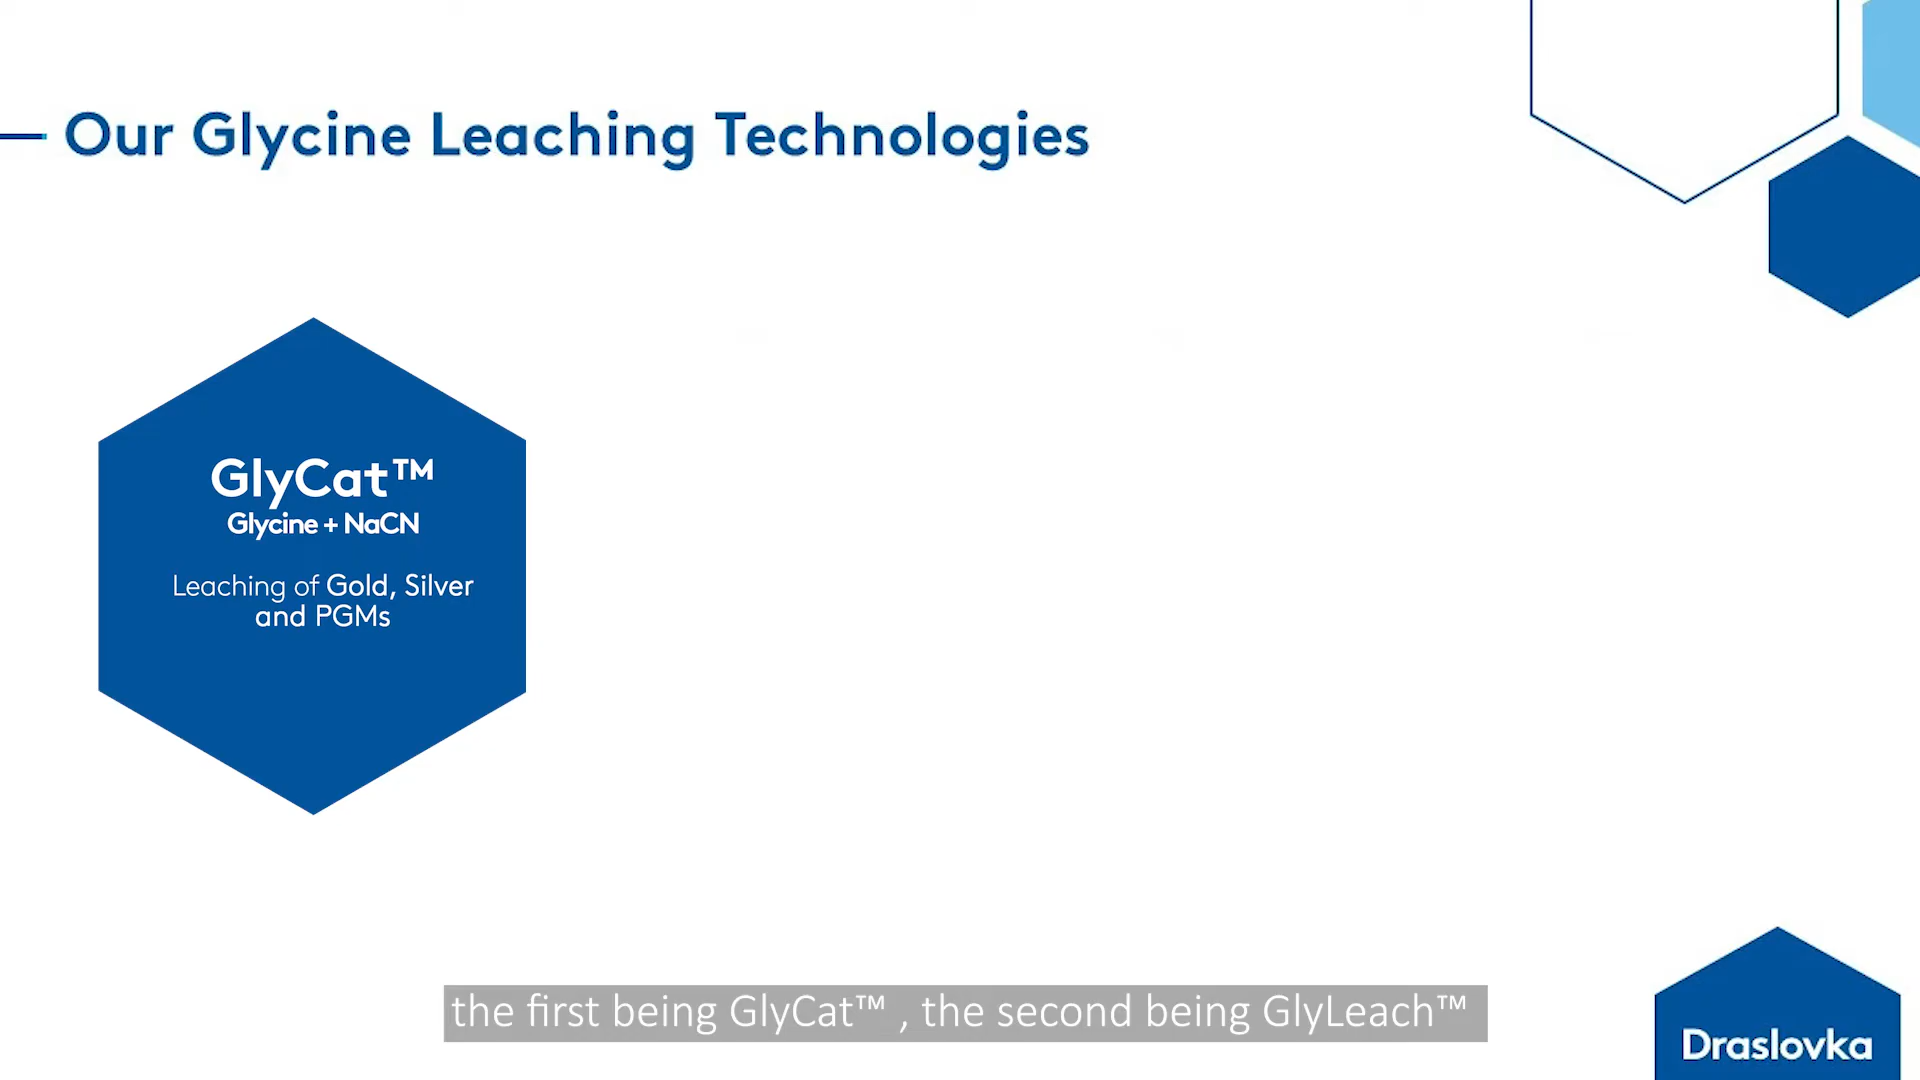 Our Glycine Leaching Technologies
GlyCat™
Glycine + NaCN
Leaching of Gold, Silver
and PGMs
the first being GlyCat™ , the second being GlyLeach™
Draslovka